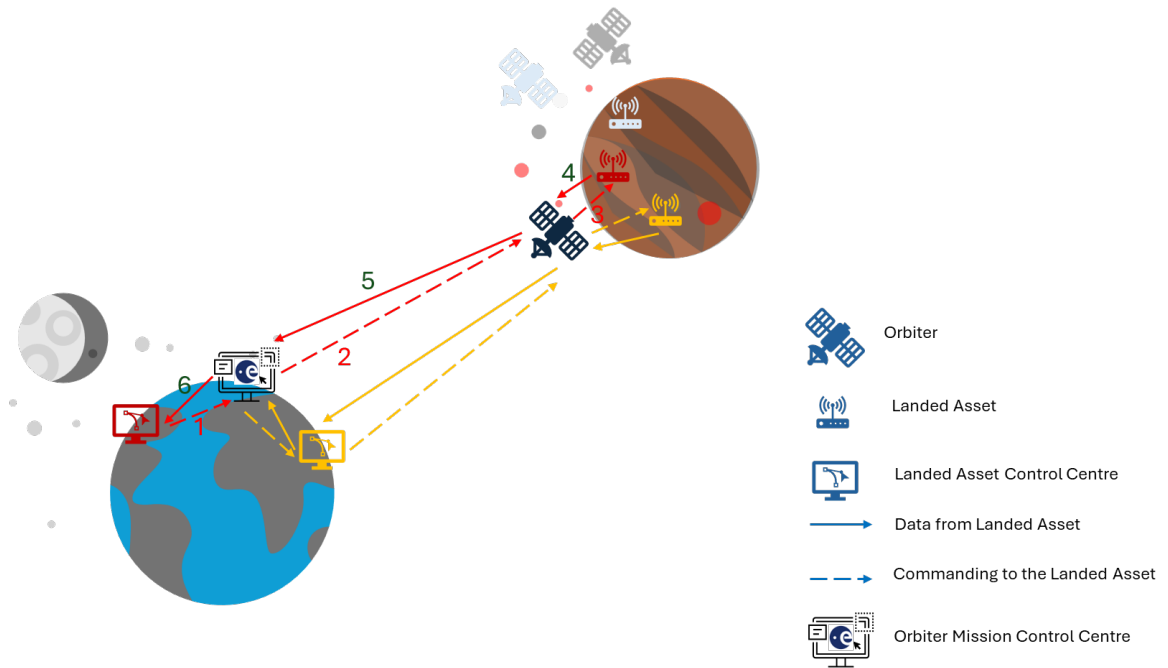 4
3
5
2
6
1
Orbiter
Landed Asset
Landed Asset Control Centre
Data from Landed Asset
Commanding to the Landed Asset
Orbiter Mission Control Centre